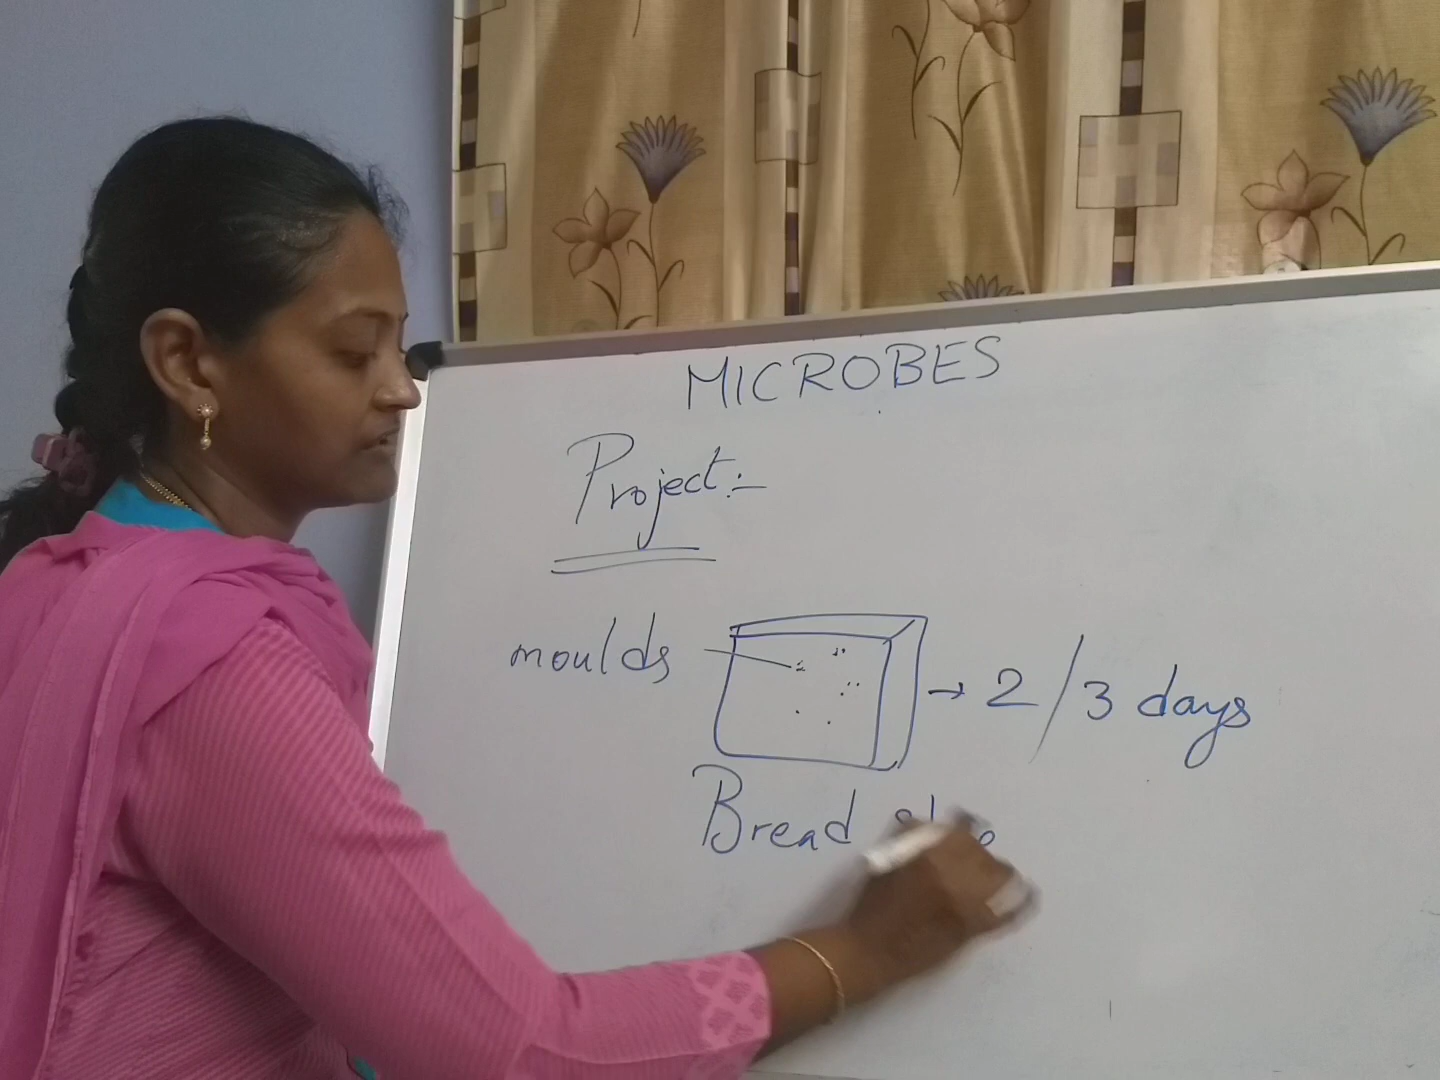 MICROBES
Project:-
moulds → 2/3 days
Bread